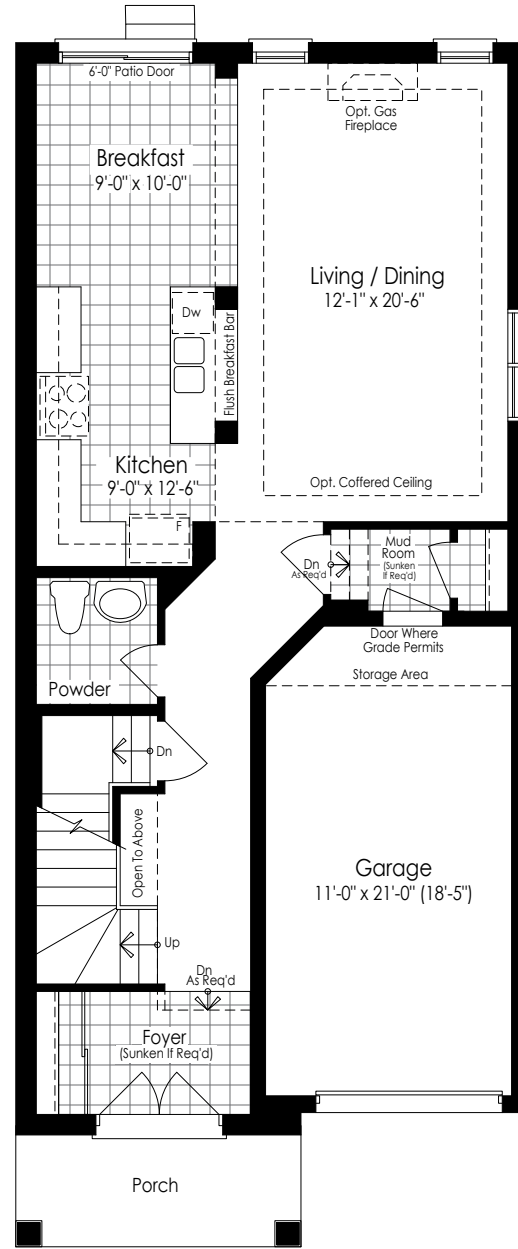 6'-0" Patio Door
Opt. Gas
Fireplace
Breakfast
9'-0" x 10'-0"
Living / Dining
12'-1" x 20'-6"
Dw
Flush Breakfast Bar
Kitchen
9'-0" x 12'-6"
Opt. Coffered Ceiling
F
Dn
As Req'd
Mud
Room
(Sunken
If Req'd)
Door Where
Grade Permits
Storage Area
Powder
Dn
Open To Above
Garage
11'-0" x 21'-0" (18'-5")
Up
Dn
As Req'd
Foyer
(Sunken If Req'd)
Porch